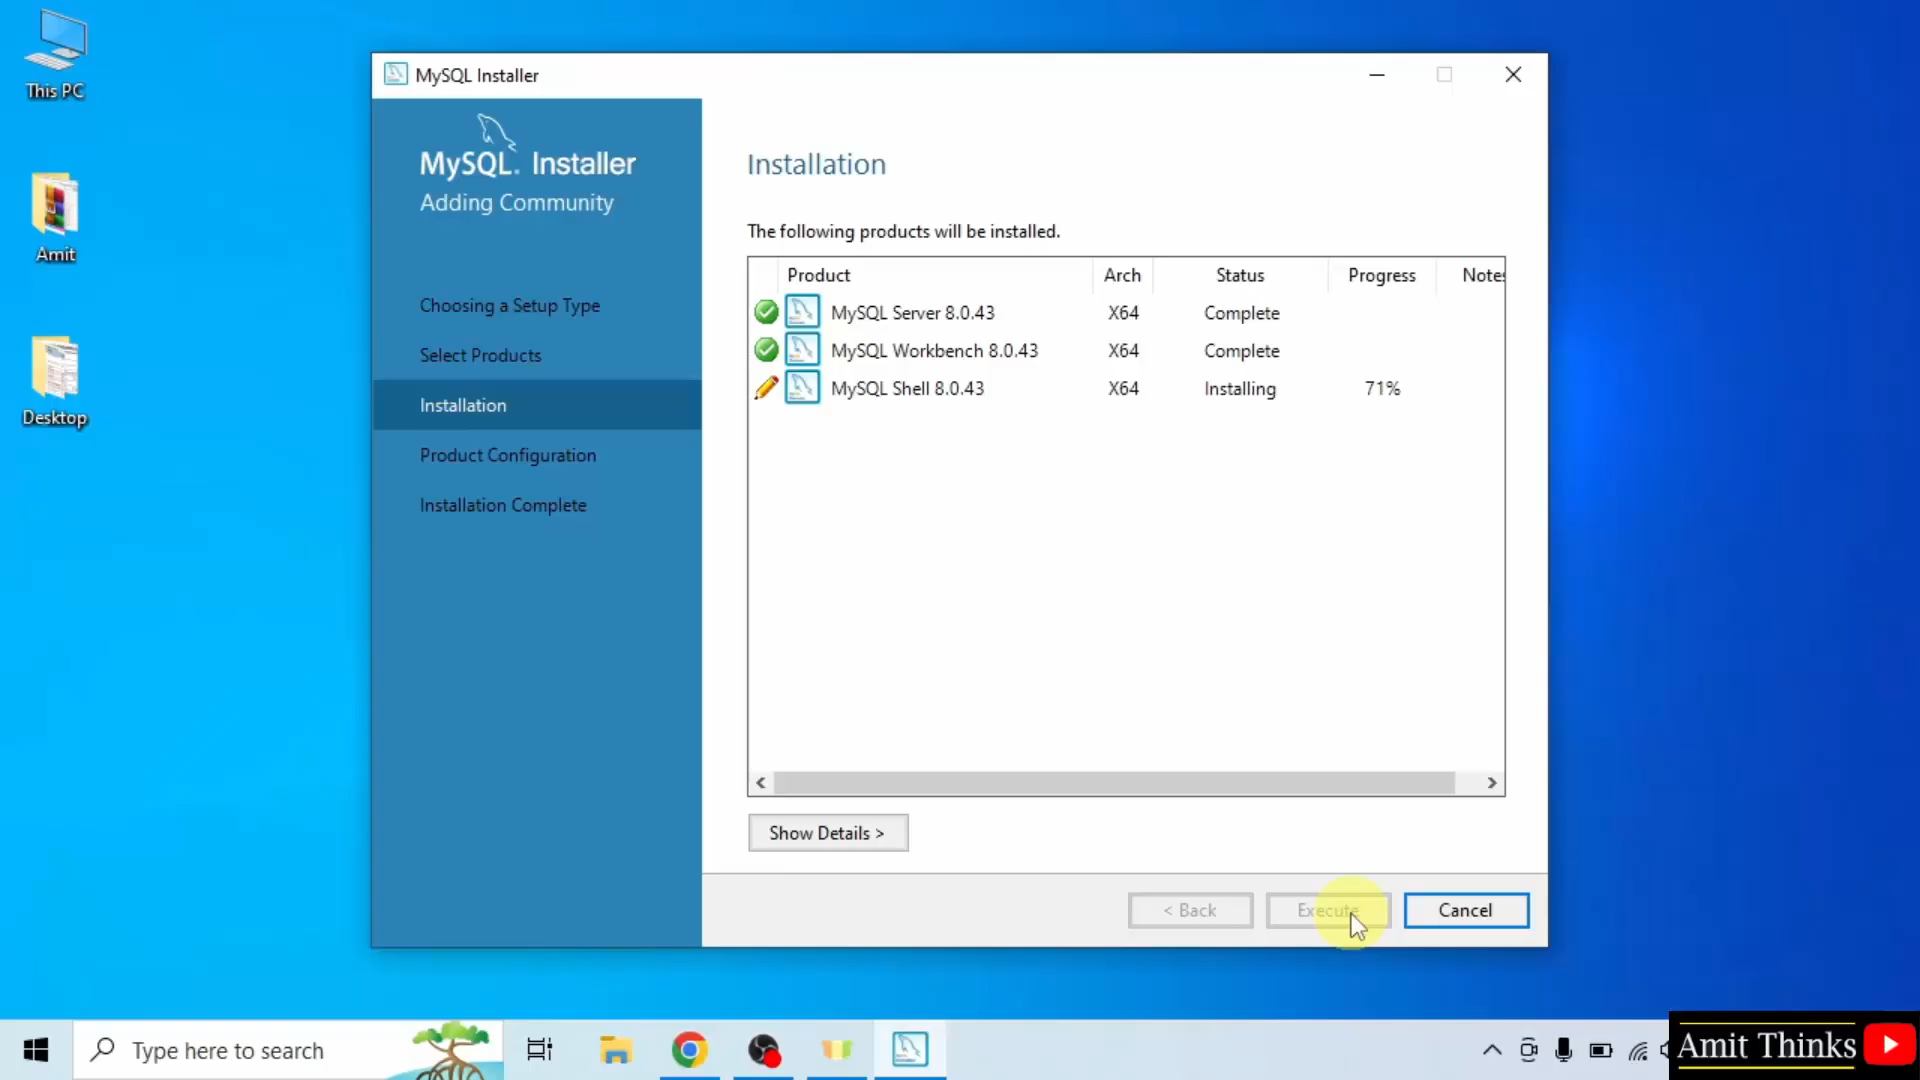 This PC
Amit
Desktop
MySQL Installer
MySQL. Installer
Adding Community
Choosing a Setup Type
Select Products
Installation
Product Configuration
Installation Complete
Installation
The following products will be installed.
Product Arch Status Progress Notes
MySQL Server 8.0.43 X64 Complete
MySQL Workbench 8.0.43 X64 Complete
MySQL Shell 8.0.43 X64 Installing 71%
Show Details >
< Back Execute Cancel
Type here to search
Amit Thinks